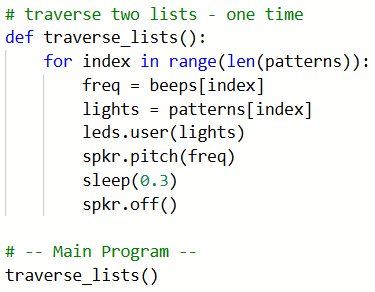 # traverse two lists - one time
def traverse_lists():
    for index in range(len(patterns)):
        freq = beeps[index]
        lights = patterns[index]
        leds.user(lights)
        spkr.pitch(freq)
        sleep(0.3)
        spkr.off()

# -- Main Program --
traverse_lists()